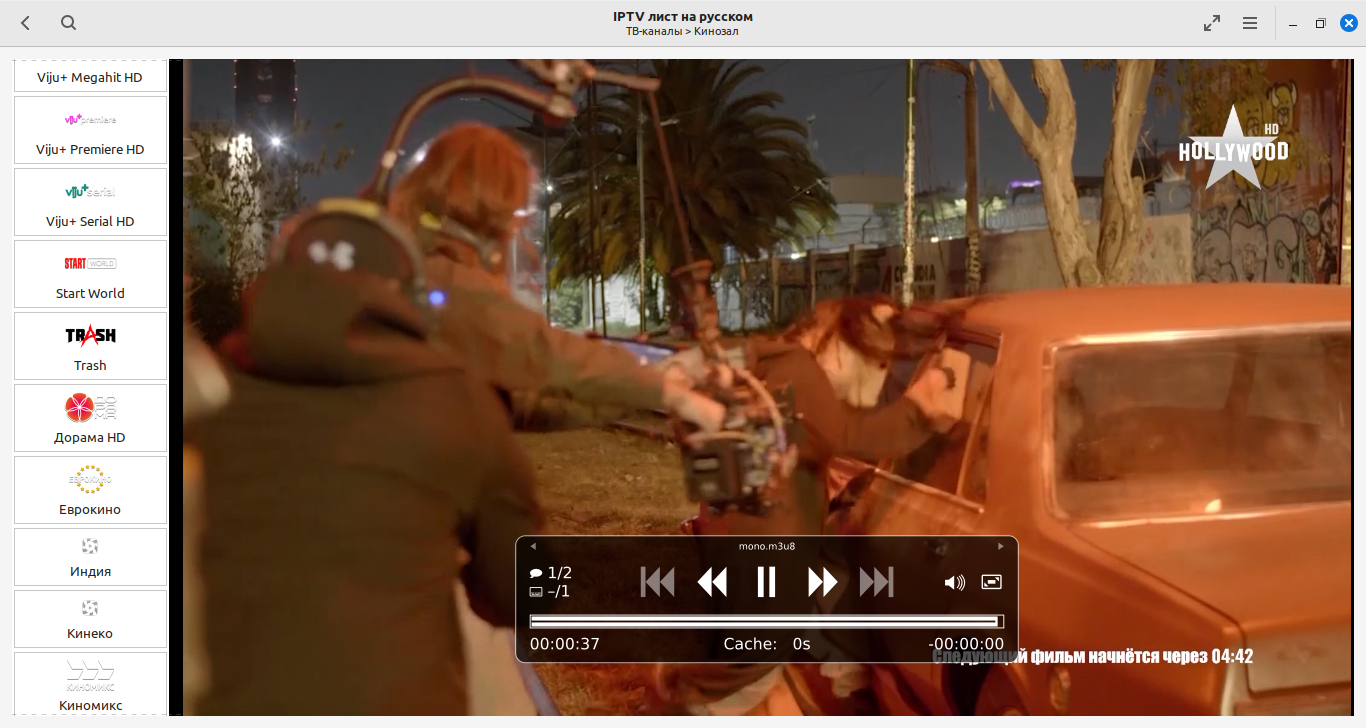 IPTV лист на русском
ТВ-каналы > Кинозал
Viju+ Megahit HD
viju+ premiere
Viju+ Premiere HD
viju+ serial
Viju+ Serial HD
START WORLD
Start World
TRASH
Trash
DORAMA
Дорама HD
ЕВРОКИНО
Еврокино
Индия
Кинеко
КИНОМИКС
Киномикс
HD
HOLLYWOOD
mono.m3u8
1/2
–/1
00:00:37
Cache: 0s
-00:00:00
Следующий фильм начнётся через 04:42